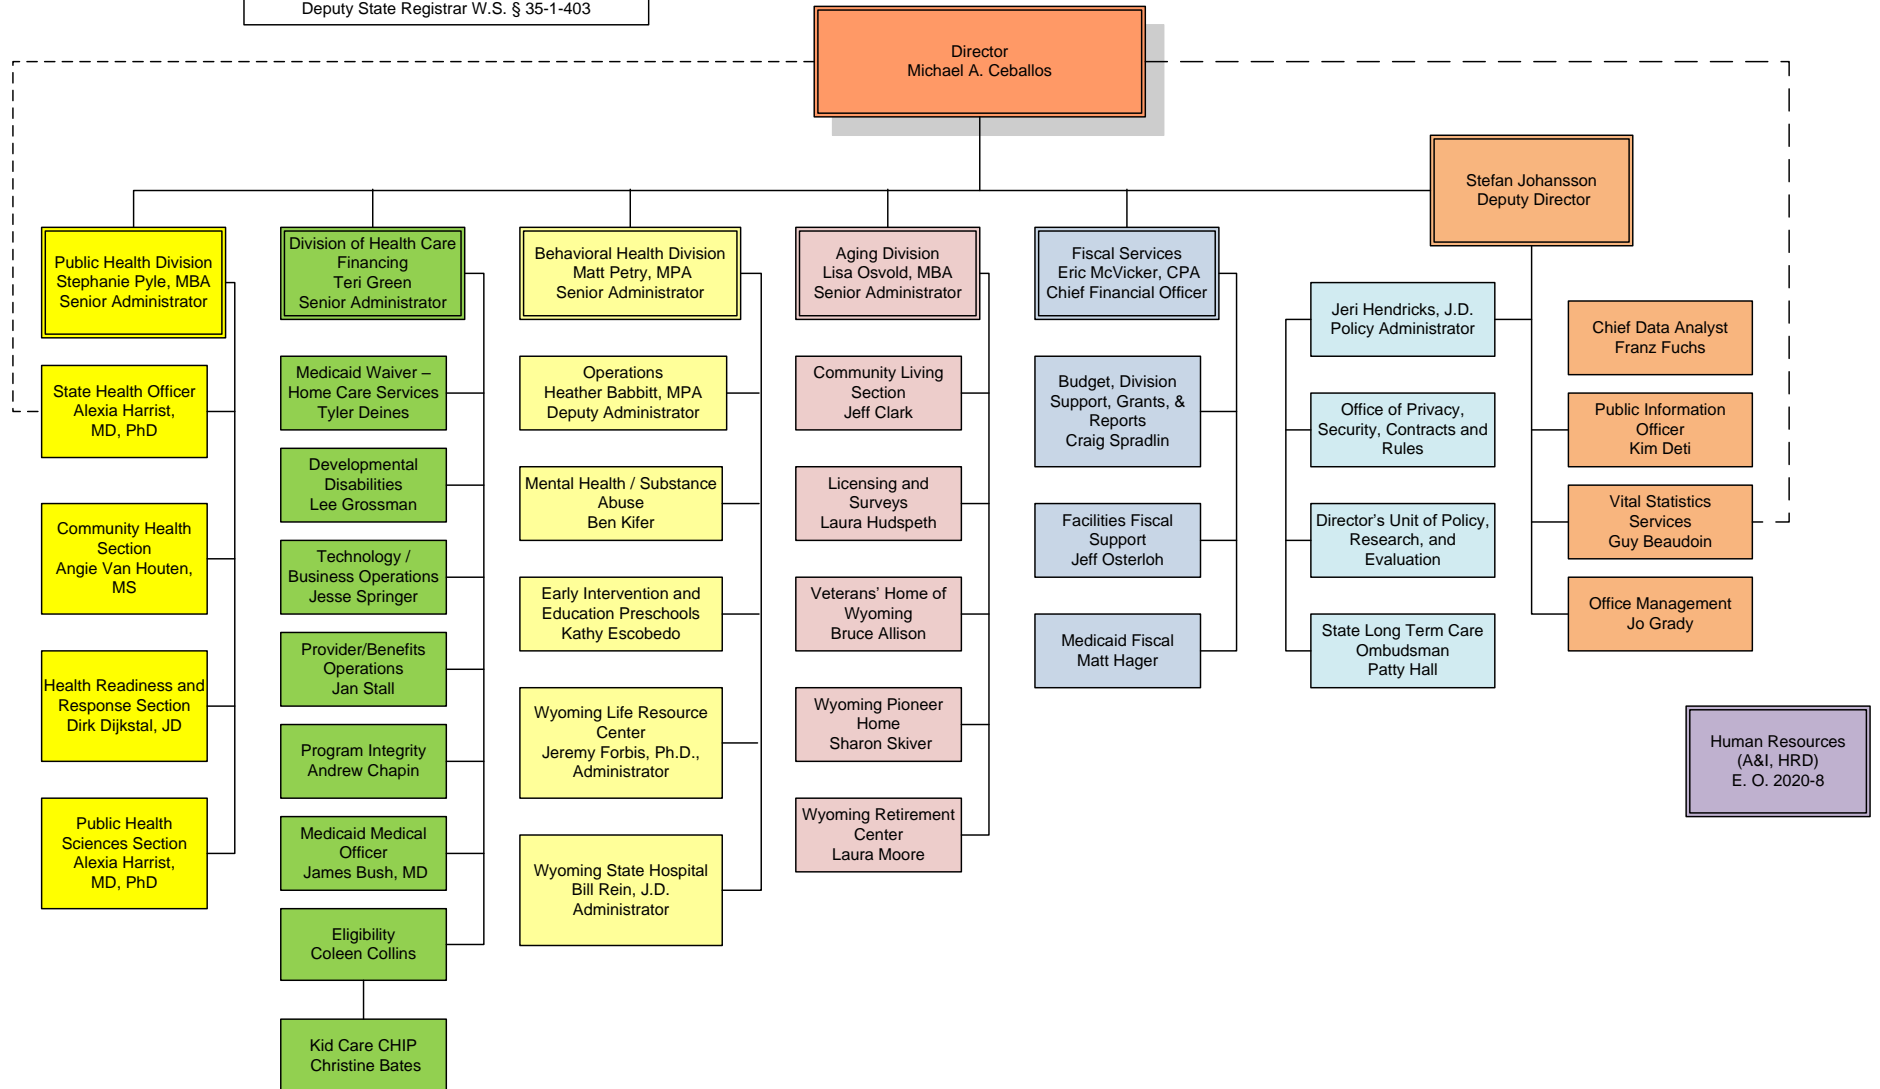 Deputy State Registrar W.S. § 35-1-403
Director
Michael A. Ceballos
Stefan Johansson
Deputy Director
Public Health Division
Stephanie Pyle, MBA
Senior Administrator
State Health Officer
Alexia Harrist,
MD, PhD
Community Health
Section
Angie Van Houten,
MS
Health Readiness and
Response Section
Dirk Dijkstal, JD
Public Health
Sciences Section
Alexia Harrist,
MD, PhD
Division of Health Care
Financing
Teri Green
Senior Administrator
Medicaid Waiver –
Home Care Services
Tyler Deines
Developmental
Disabilities
Lee Grossman
Technology /
Business Operations
Jesse Springer
Provider/Benefits
Operations
Jan Stall
Program Integrity
Andrew Chapin
Medicaid Medical
Officer
James Bush, MD
Eligibility
Coleen Collins
Kid Care CHIP
Christine Bates
Behavioral Health Division
Matt Petry, MPA
Senior Administrator
Operations
Heather Babbitt, MPA
Deputy Administrator
Mental Health / Substance
Abuse
Ben Kifer
Early Intervention and
Education Preschools
Kathy Escobedo
Wyoming Life Resource
Center
Jeremy Forbis, Ph.D.,
Administrator
Wyoming State Hospital
Bill Rein, J.D.
Administrator
Aging Division
Lisa Osvold, MBA
Senior Administrator
Community Living
Section
Jeff Clark
Licensing and
Surveys
Laura Hudspeth
Veterans’ Home of
Wyoming
Bruce Allison
Wyoming Pioneer
Home
Sharon Skiver
Wyoming Retirement
Center
Laura Moore
Fiscal Services
Eric McVicker, CPA
Chief Financial Officer
Budget, Division
Support, Grants, &
Reports
Craig Spradlin
Facilities Fiscal
Support
Jeff Osterloh
Medicaid Fiscal
Matt Hager
Jeri Hendricks, J.D.
Policy Administrator
Office of Privacy,
Security, Contracts and
Rules
Director’s Unit of Policy,
Research, and
Evaluation
State Long Term Care
Ombudsman
Patty Hall
Chief Data Analyst
Franz Fuchs
Public Information
Officer
Kim Deti
Vital Statistics
Services
Guy Beaudoin
Office Management
Jo Grady
Human Resources
(A&I, HRD)
E. O. 2020-8